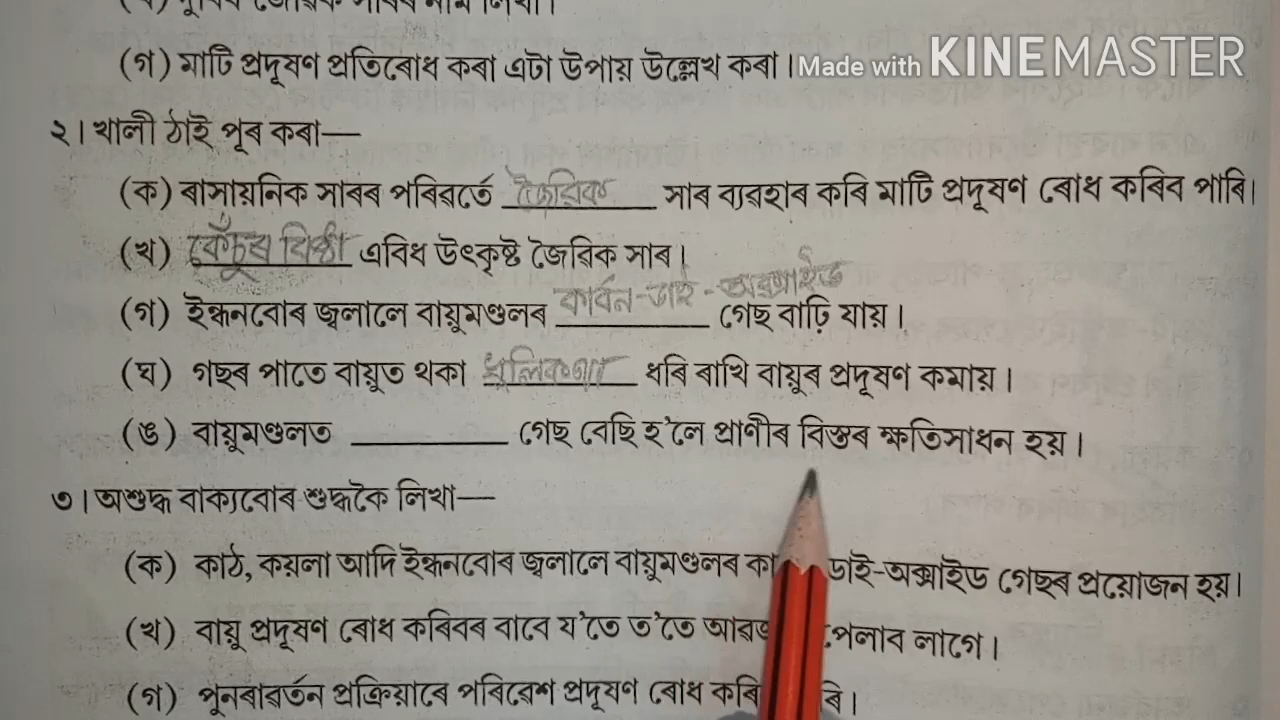 (গ) মাটি প্ৰদূষণ প্ৰতিৰোধ কৰা এটা উপায় উল্লেখ কৰা।
Made with KINEMASTER
২। খালী ঠাই পূৰ কৰা—
(ক) ৰাসায়নিক সাৰৰ পৰিৱৰ্তে জৈৱিক সাৰ ব্যৱহাৰ কৰি মাটি প্ৰদূষণ ৰোধ কৰিব পাৰি।
(খ) কেঁচুৰ বিষ্ঠা এবিধ উৎকৃষ্ট জৈৱিক সাৰ।
(গ) ইন্ধনবোৰ জ্বলালে বায়ুমণ্ডলৰ কাৰ্বন-ডাই-অক্সাইড গেছ বাঢ়ি যায়।
(ঘ) গছৰ পাতে বায়ুত থকা ধূলিকণা ধৰি ৰাখি বায়ুৰ প্ৰদূষণ কমায়।
(ঙ) বায়ুমণ্ডলত ________ গেছ বেছি হ'লে প্ৰাণীৰ বিস্তৰ ক্ষতিসাধন হয়।
৩। অশুদ্ধ বাক্যবোৰ শুদ্ধকৈ লিখা—
(ক) কাঠ, কয়লা আদি ইন্ধনবোৰ জ্বলালে বায়ুমণ্ডলৰ ডাই-অক্সাইড গেছৰ প্ৰয়োজন হয়।
(খ) বায়ু প্ৰদূষণ ৰোধ কৰিবৰ বাবে য'তে ত'তে লাগে।
(গ) পুনৰাৱৰ্তন প্ৰক্ৰিয়াৰে পৰিৱেশ প্ৰদূষণ ৰোধ